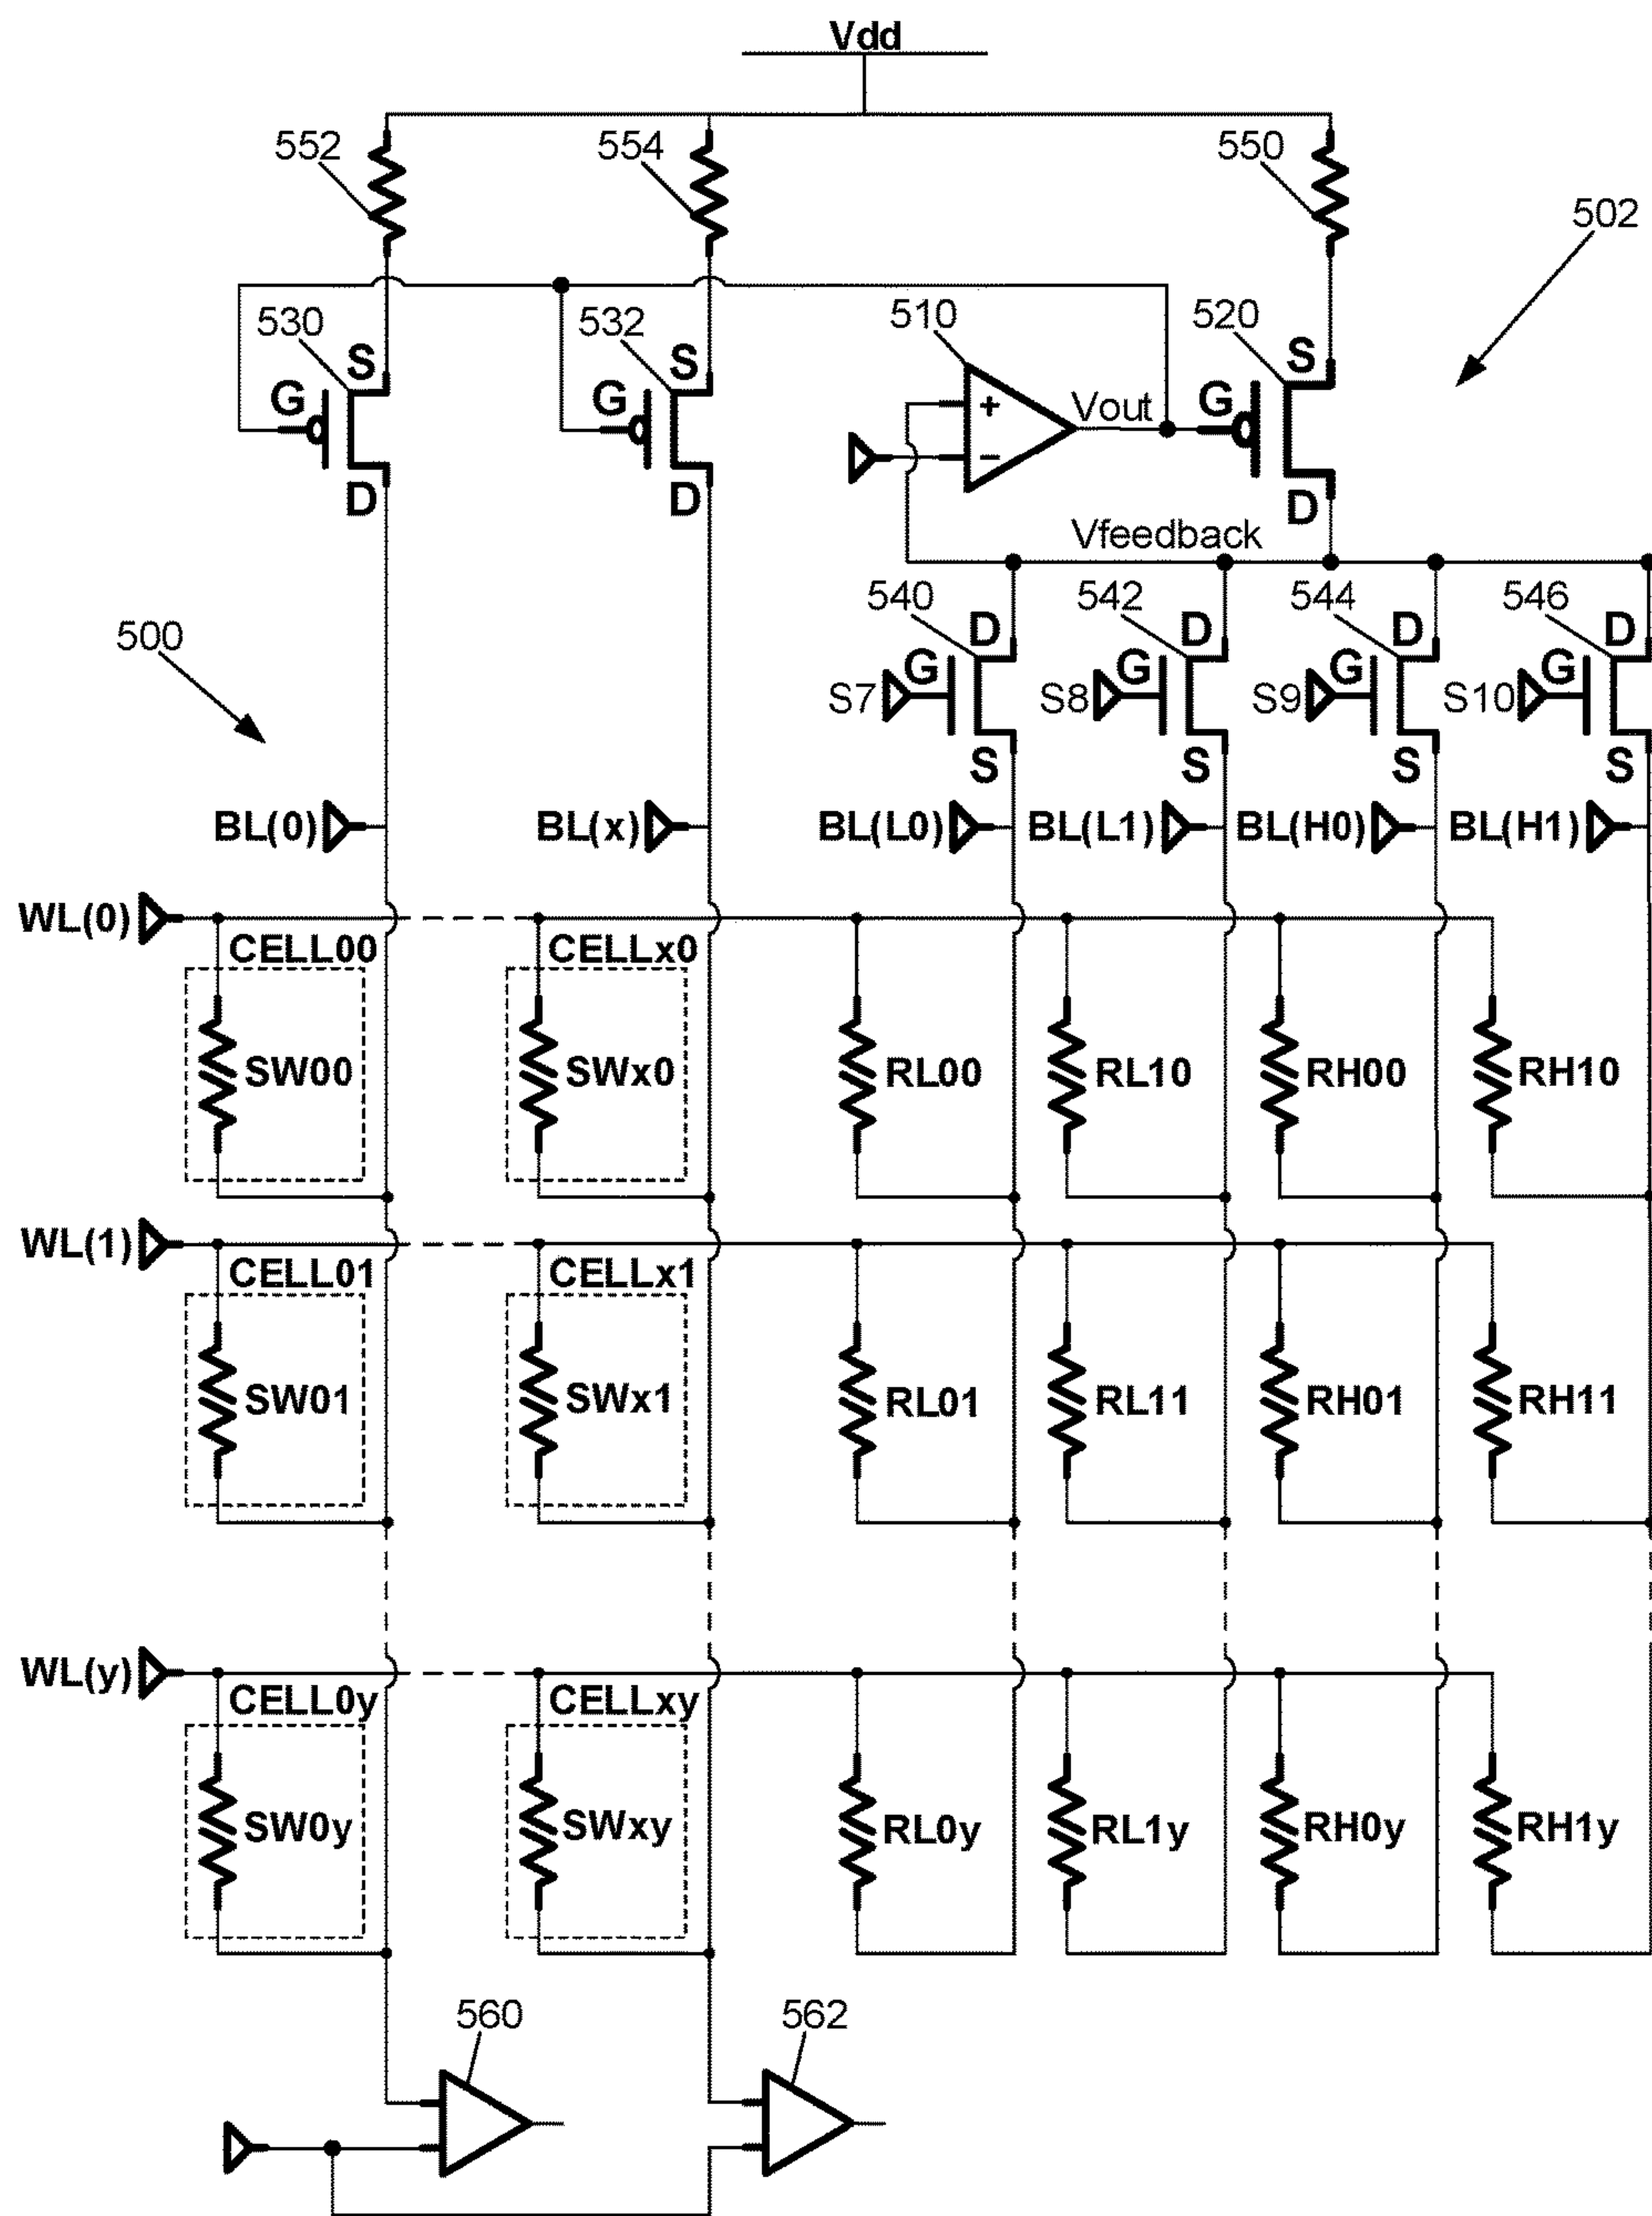 Vdd
552
554
550
502
530
532
510
520
S
S
S
G
G
+
Vout
G
−
D
D
D
Vfeedback
540
542
544
546
500
D
D
D
D
G
G
G
G
S7
S8
S9
S10
S
S
S
S
BL(0)
BL(x)
BL(L0)
BL(L1)
BL(H0)
BL(H1)
WL(0)
CELL00
CELLx0
SW00
SWx0
RL00
RL10
RH00
RH10
WL(1)
CELL01
CELLx1
SW01
SWx1
RL01
RL11
RH01
RH11
WL(y)
CELL0y
CELLxy
SW0y
SWxy
RL0y
RL1y
RH0y
RH1y
560
562